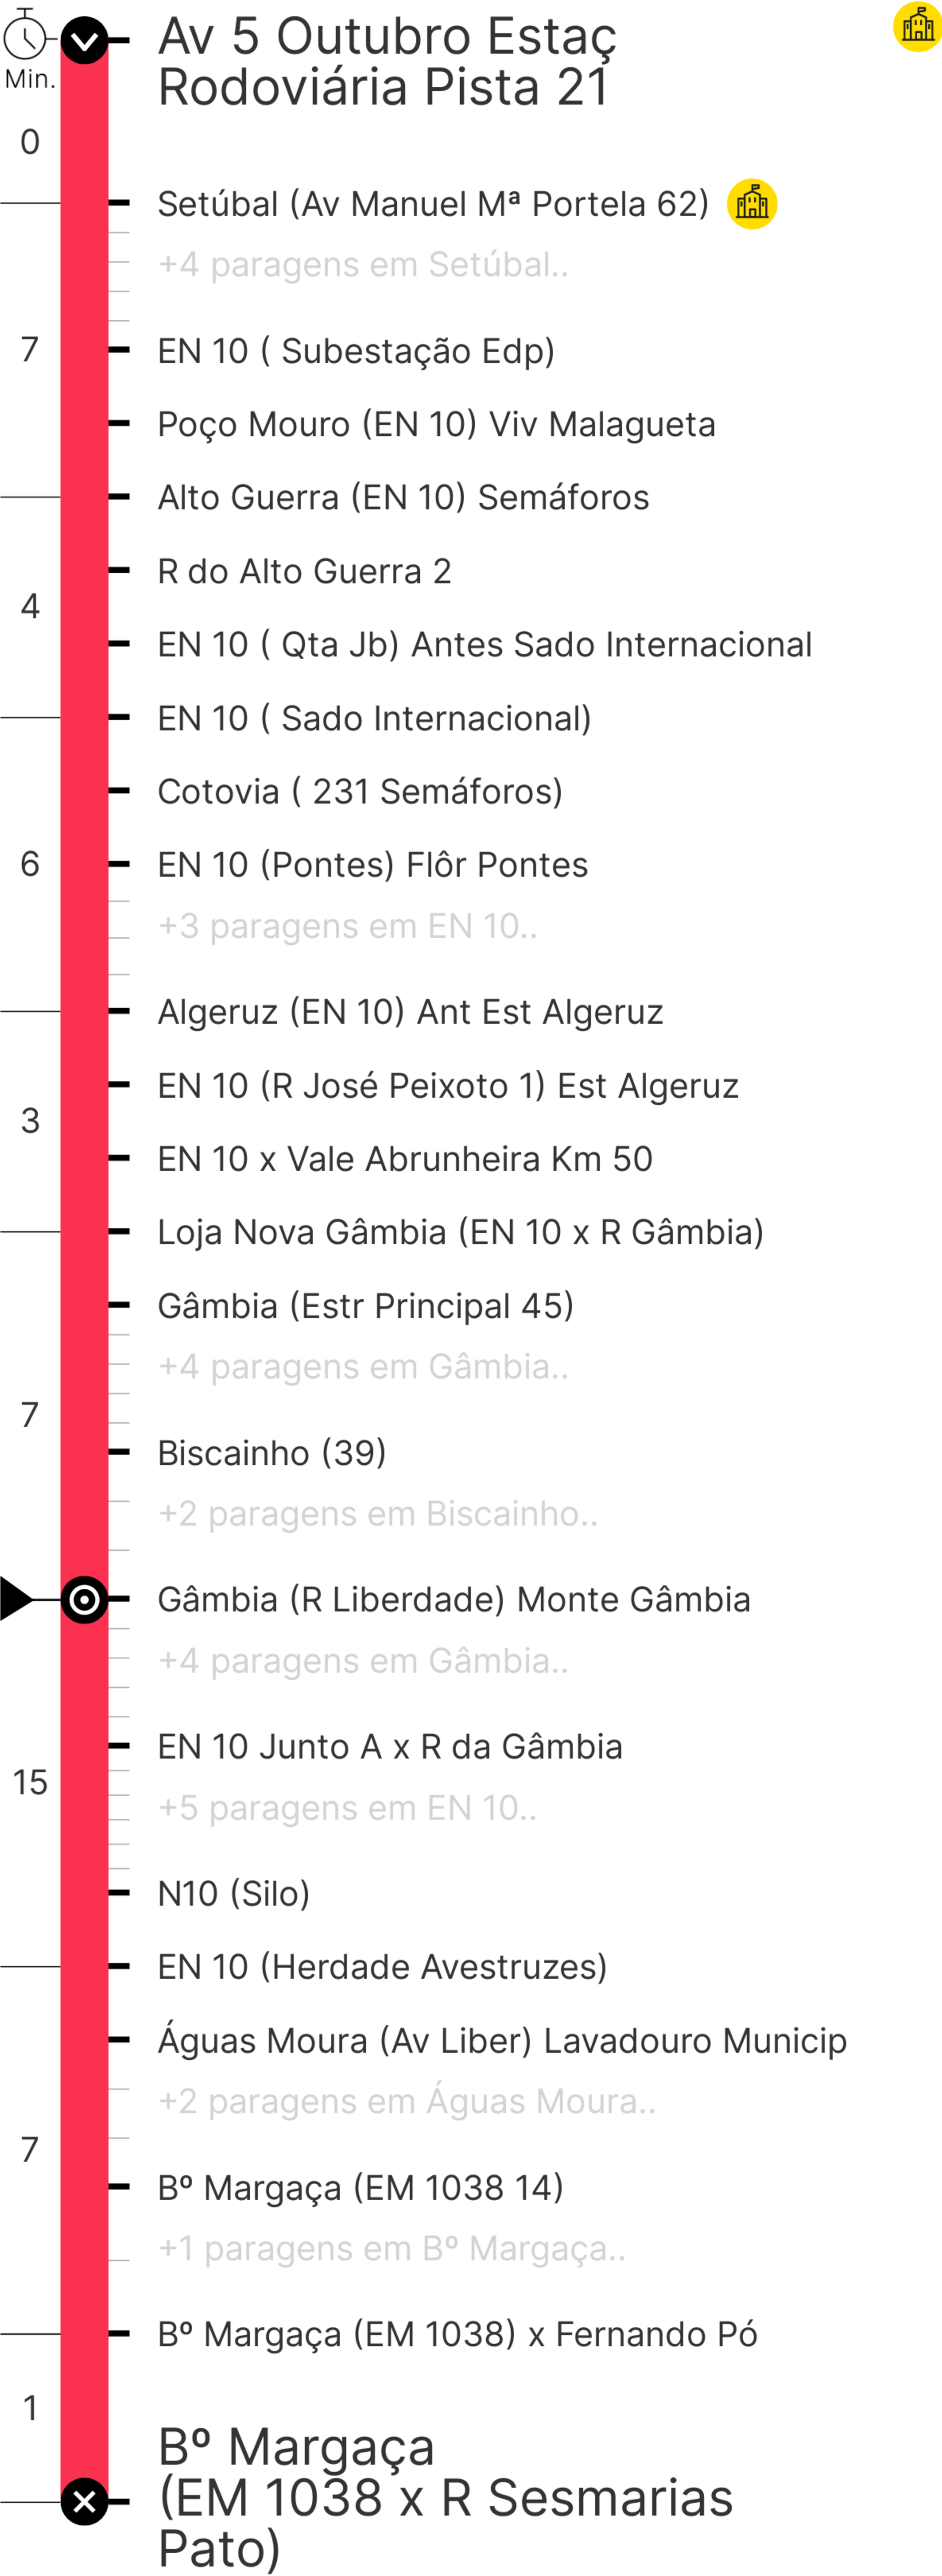 Av 5 Outubro Estaç
Rodoviária Pista 21
Min.
0
Setúbal (Av Manuel Mª Portela 62)
+4 paragens em Setúbal..
7
EN 10 ( Subestação Edp)
Poço Mouro (EN 10) Viv Malagueta
Alto Guerra (EN 10) Semáforos
R do Alto Guerra 2
4
EN 10 ( Qta Jb) Antes Sado Internacional
EN 10 ( Sado Internacional)
Cotovia ( 231 Semáforos)
6
EN 10 (Pontes) Flôr Pontes
+3 paragens em EN 10..
Algeruz (EN 10) Ant Est Algeruz
EN 10 (R José Peixoto 1) Est Algeruz
3
EN 10 x Vale Abrunheira Km 50
Loja Nova Gâmbia (EN 10 x R Gâmbia)
Gâmbia (Estr Principal 45)
+4 paragens em Gâmbia..
7
Biscainho (39)
+2 paragens em Biscainho..
Gâmbia (R Liberdade) Monte Gâmbia
+4 paragens em Gâmbia..
EN 10 Junto A x R da Gâmbia
15
+5 paragens em EN 10..
N10 (Silo)
EN 10 (Herdade Avestruzes)
Águas Moura (Av Liber) Lavadouro Municip
+2 paragens em Águas Moura..
7
Bº Margaça (EM 1038 14)
+1 paragens em Bº Margaça..
Bº Margaça (EM 1038) x Fernando Pó
1
Bº Margaça
(EM 1038 x R Sesmarias
Pato)